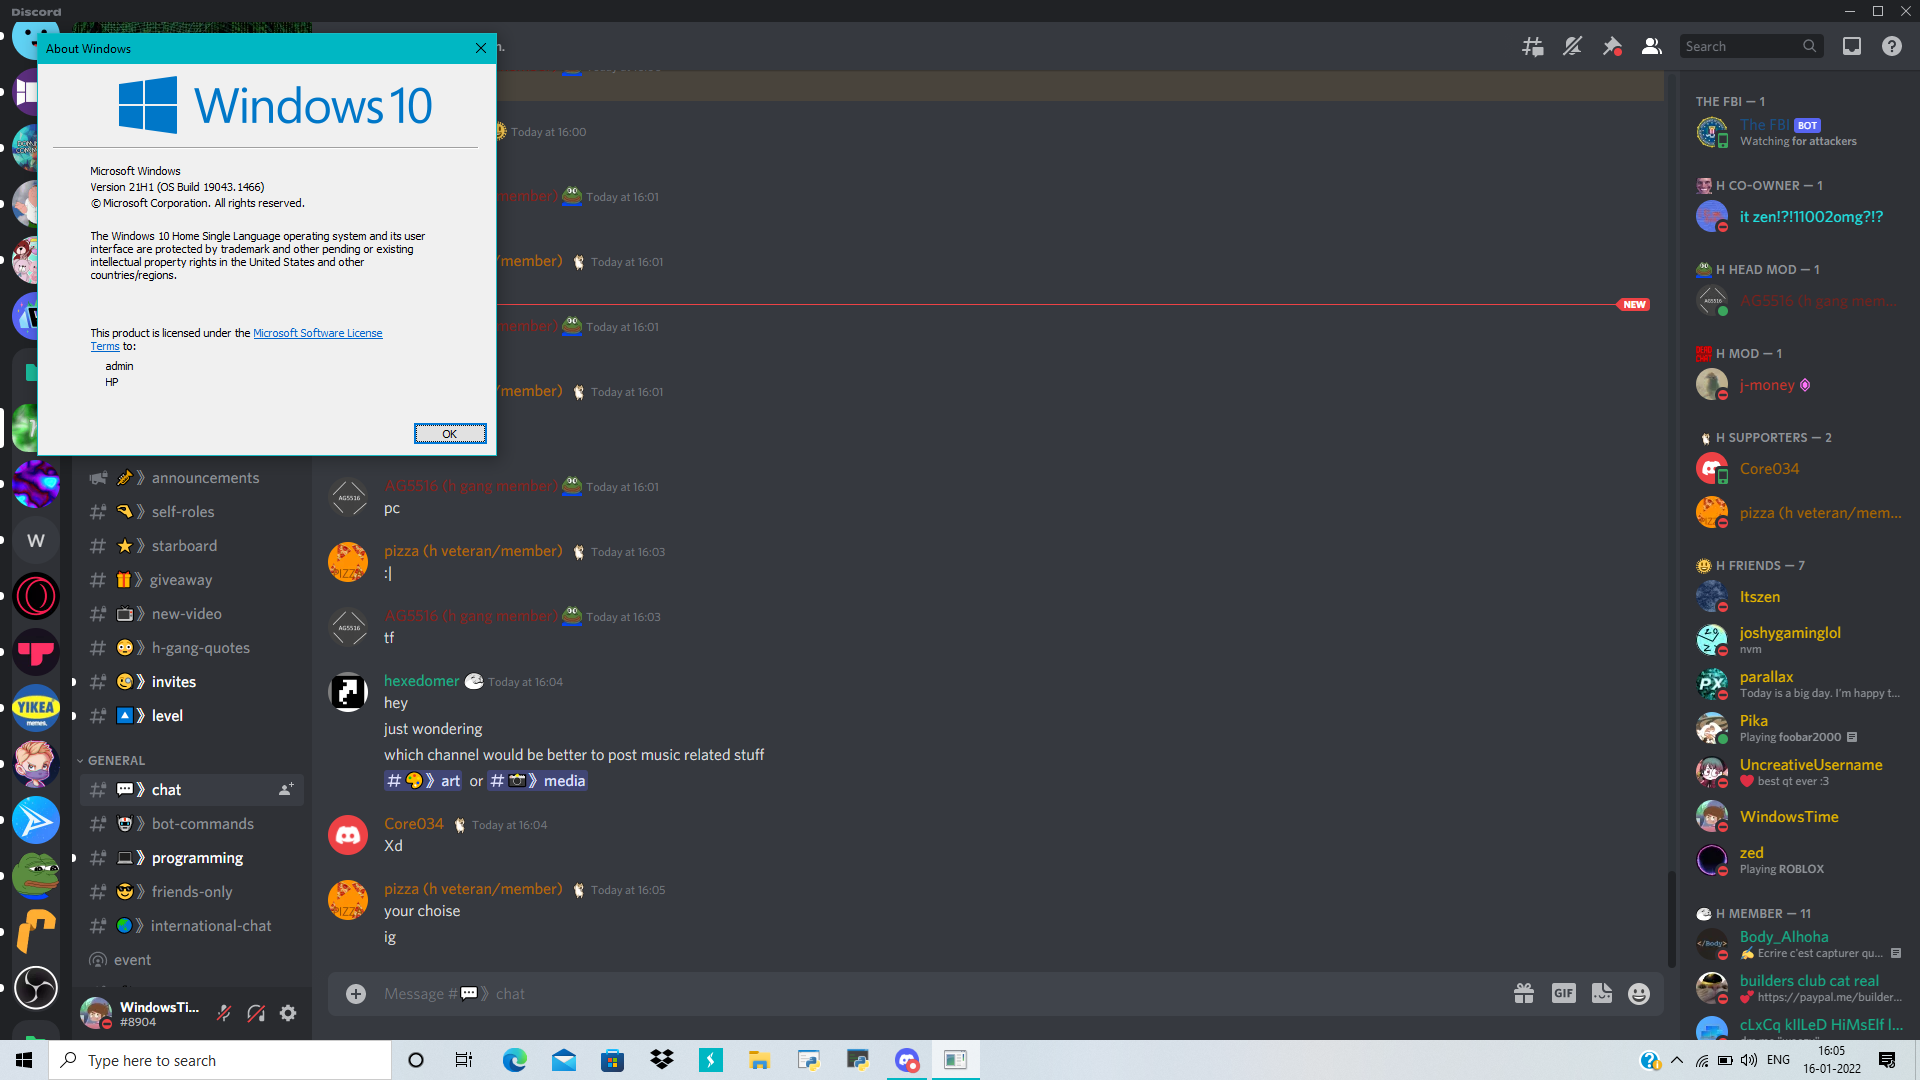 Discord
About Windows
Windows 10
Microsoft Windows
Version 21H1 (OS Build 19043.1466)
© Microsoft Corporation. All rights reserved.
The Windows 10 Home Single Language operating system and its user
interface are protected by trademark and other pending or existing
intellectual property rights in the United States and other
countries/regions.
This product is licensed under the Microsoft Software License
Terms to:
admin
HP
OK
》 announcements
》 self-roles
》 starboard
》 giveaway
》 new-video
》 h-gang-quotes
》 invites
》 level
GENERAL
》 chat
》 bot-commands
》 programming
》 friends-only
》 international-chat
event
W
YIKEA
memes.
WindowsTi...
#8904
Search
Today at 16:00
member) Today at 16:01
/member) Today at 16:01
NEW
member) Today at 16:01
/member) Today at 16:01
AG5516 (h gang member) Today at 16:01
pc
pizza (h veteran/member) Today at 16:03
:|
AG5516 (h gang member) Today at 16:03
tf
hexedomer Today at 16:04
hey
just wondering
which channel would be better to post music related stuff
# 》 art or # 》 media
Core034 Today at 16:04
Xd
pizza (h veteran/member) Today at 16:05
your choise
ig
Message # 》 chat
GIF
THE FBI — 1
The FBI BOT
Watching for attackers
H CO-OWNER — 1
it zen!?!11002omg?!?
H HEAD MOD — 1
AG5516 (h gang mem...
H MOD — 1
j-money
H SUPPORTERS — 2
Core034
pizza (h veteran/mem...
H FRIENDS — 7
Itszen
joshygaminglol
nvm
parallax
Today is a big day. I'm happy t...
Pika
Playing foobar2000
UncreativeUsername
best qt ever :3
WindowsTime
zed
Playing ROBLOX
H MEMBER — 11
Body_Alhoha
Ecrire c'est capturer qu...
builders club cat real
https://paypal.me/builder...
cLxCq kIlLeD HiMsElf l...
Type here to search
ENG
16:05
16-01-2022